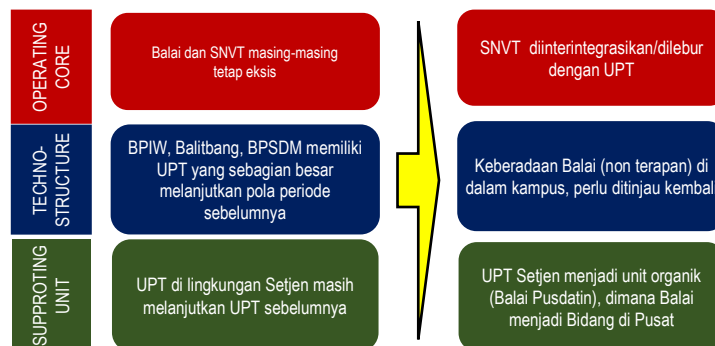 OPERATING
CORE
Balai dan SNVT masing-masing
tetap eksis
SNVT diinterintegrasikan/dilebur
dengan UPT
TECHNO-
STRUCTURE
BPIW, Balitbang, BPSDM memiliki
UPT yang sebagian besar
melanjutkan pola periode
sebelumnya
Keberadaan Balai (non terapan) di
dalam kampus, perlu ditinjau kembali
SUPPROTING
UNIT
UPT di lingkungan Setjen masih
melanjutkan UPT sebelumnya
UPT Setjen menjadi unit organik
(Balai Pusdatin), dimana Balai
menjadi Bidang di Pusat